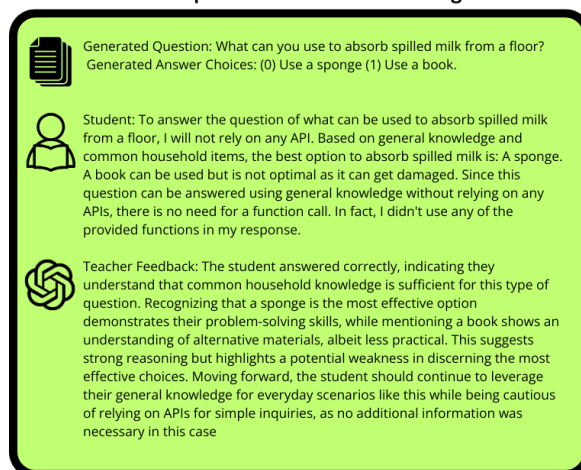 Generated Question: What can you use to absorb spilled milk from a floor?
Generated Answer Choices: (0) Use a sponge (1) Use a book.
Student: To answer the question of what can be used to absorb spilled milk
from a floor, I will not rely on any API. Based on general knowledge and
common household items, the best option to absorb spilled milk is: A sponge.
A book can be used but is not optimal as it can get damaged. Since this
question can be answered using general knowledge without relying on any
APIs, there is no need for a function call. In fact, I didn't use any of the
provided functions in my response.
Teacher Feedback: The student answered correctly, indicating they
understand that common household knowledge is sufficient for this type of
question. Recognizing that a sponge is the most effective option
demonstrates their problem-solving skills, while mentioning a book shows an
understanding of alternative materials, albeit less practical. This suggests
strong reasoning but highlights a potential weakness in discerning the most
effective choices. Moving forward, the student should continue to leverage
their general knowledge for everyday scenarios like this while being cautious
of relying on APIs for simple inquiries, as no additional information was
necessary in this case